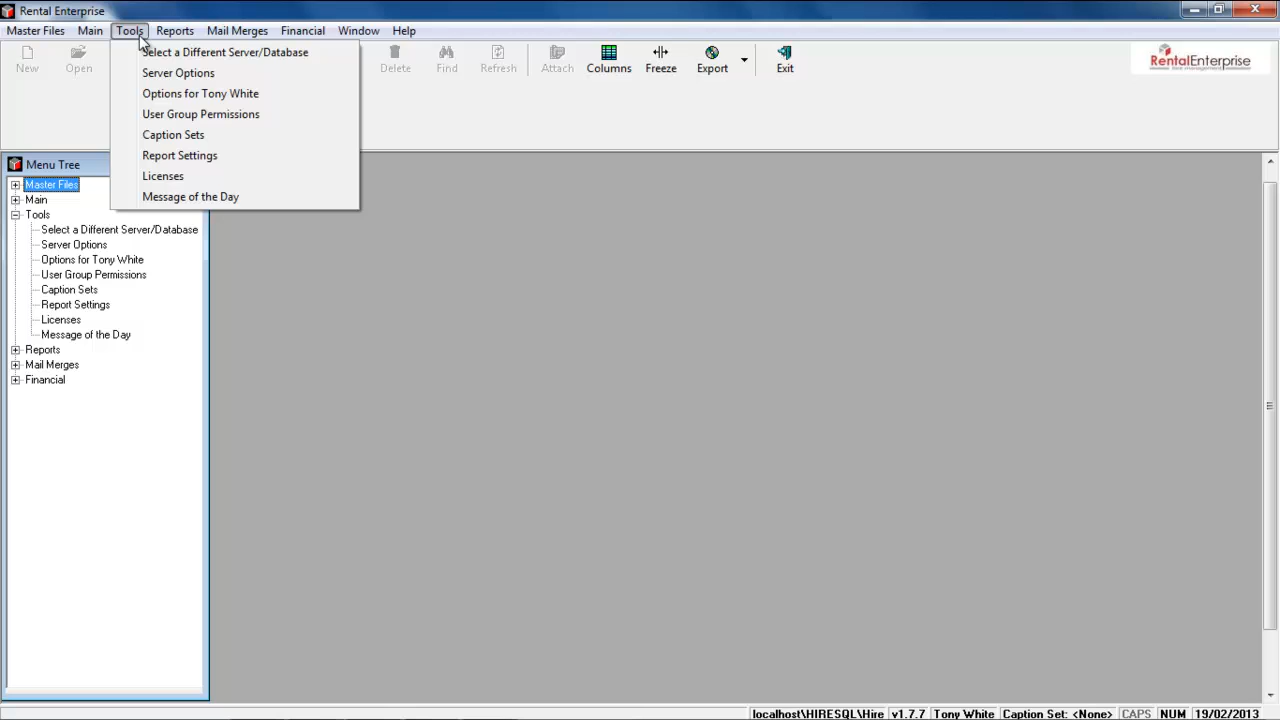 Rental Enterprise
Master Files Main Tools Reports Mail Merges Financial Window Help
New Open Delete Find Refresh Attach Columns Freeze Export Exit
RentalEnterprise
Select a Different Server/Database
Server Options
Options for Tony White
User Group Permissions
Caption Sets
Report Settings
Licenses
Message of the Day
Menu Tree
Master Files
Main
Tools
Select a Different Server/Database
Server Options
Options for Tony White
User Group Permissions
Caption Sets
Report Settings
Licenses
Message of the Day
Reports
Mail Merges
Financial
localhost\HIRESQL\Hire v1.7.7 Tony White Caption Set: <None> CAPS NUM 19/02/2013